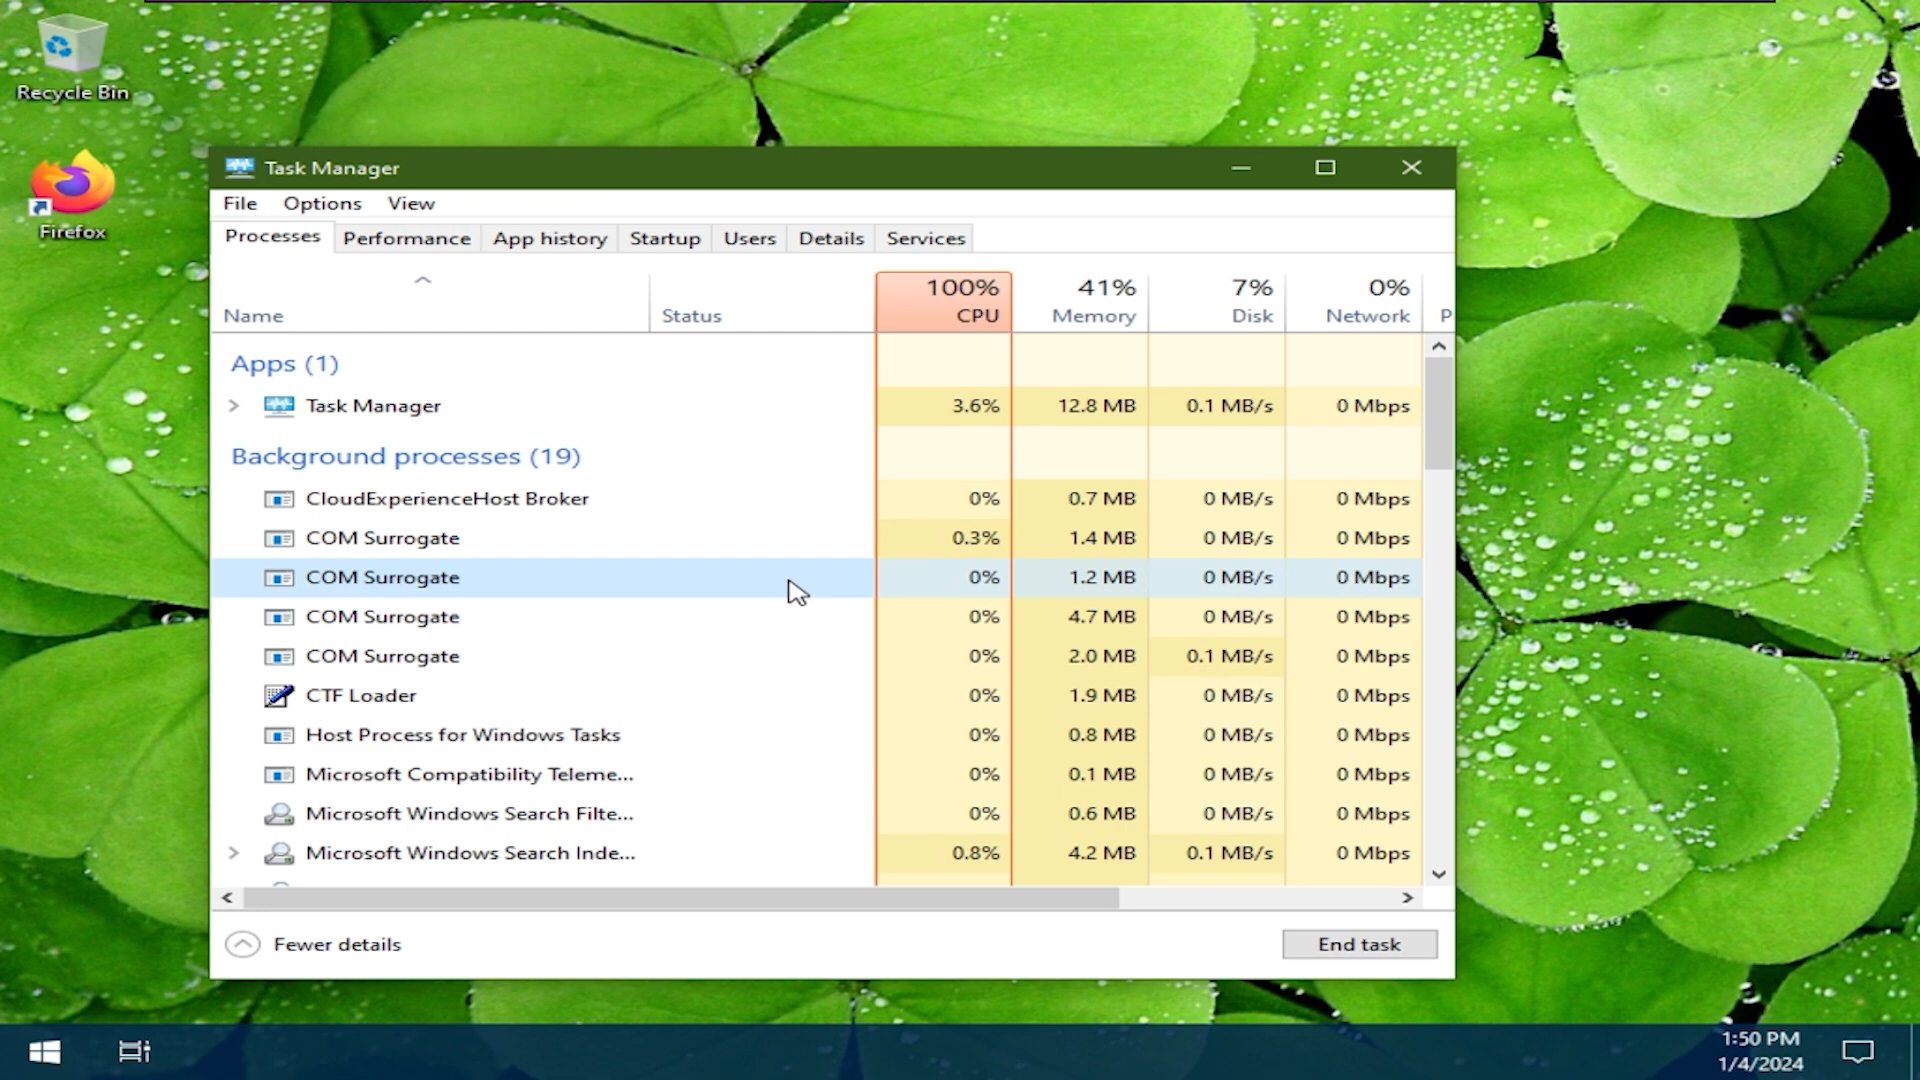 Recycle Bin
Firefox
Task Manager
File Options View
Processes Performance App history Startup Users Details Services
100% 41% 7% 0%
Name Status CPU Memory Disk Network P
Apps (1)
Task Manager 3.6% 12.8 MB 0.1 MB/s 0 Mbps
Background processes (19)
CloudExperienceHost Broker 0% 0.7 MB 0 MB/s 0 Mbps
COM Surrogate 0.3% 1.4 MB 0 MB/s 0 Mbps
COM Surrogate 0% 1.2 MB 0 MB/s 0 Mbps
COM Surrogate 0% 4.7 MB 0 MB/s 0 Mbps
COM Surrogate 0% 2.0 MB 0.1 MB/s 0 Mbps
CTF Loader 0% 1.9 MB 0 MB/s 0 Mbps
Host Process for Windows Tasks 0% 0.8 MB 0 MB/s 0 Mbps
Microsoft Compatibility Teleme... 0% 0.1 MB 0 MB/s 0 Mbps
Microsoft Windows Search Filte... 0% 0.6 MB 0 MB/s 0 Mbps
Microsoft Windows Search Inde... 0.8% 4.2 MB 0.1 MB/s 0 Mbps
Fewer details End task
1:50 PM
1/4/2024